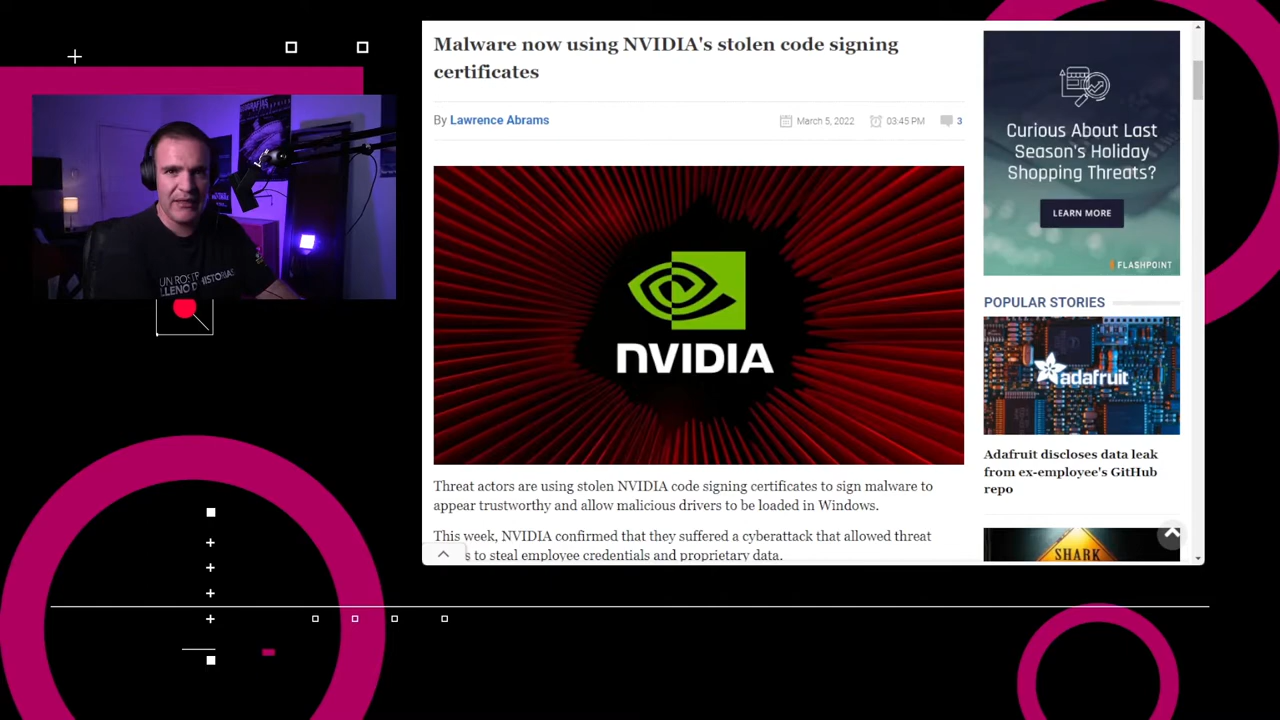 Malware now using NVIDIA's stolen code signing
certificates
By Lawrence Abrams
March 5, 2022
03:45 PM
3
NVIDIA
Threat actors are using stolen NVIDIA code signing certificates to sign malware to
appear trustworthy and allow malicious drivers to be loaded in Windows.
This week, NVIDIA confirmed that they suffered a cyberattack that allowed threat
to steal employee credentials and proprietary data.
Curious About Last
Season's Holiday
Shopping Threats?
LEARN MORE
FLASHPOINT
POPULAR STORIES
adafruit
Adafruit discloses data leak
from ex-employee's GitHub
repo
SHARK
UN ROSTR
LLENO D HISTORIAS